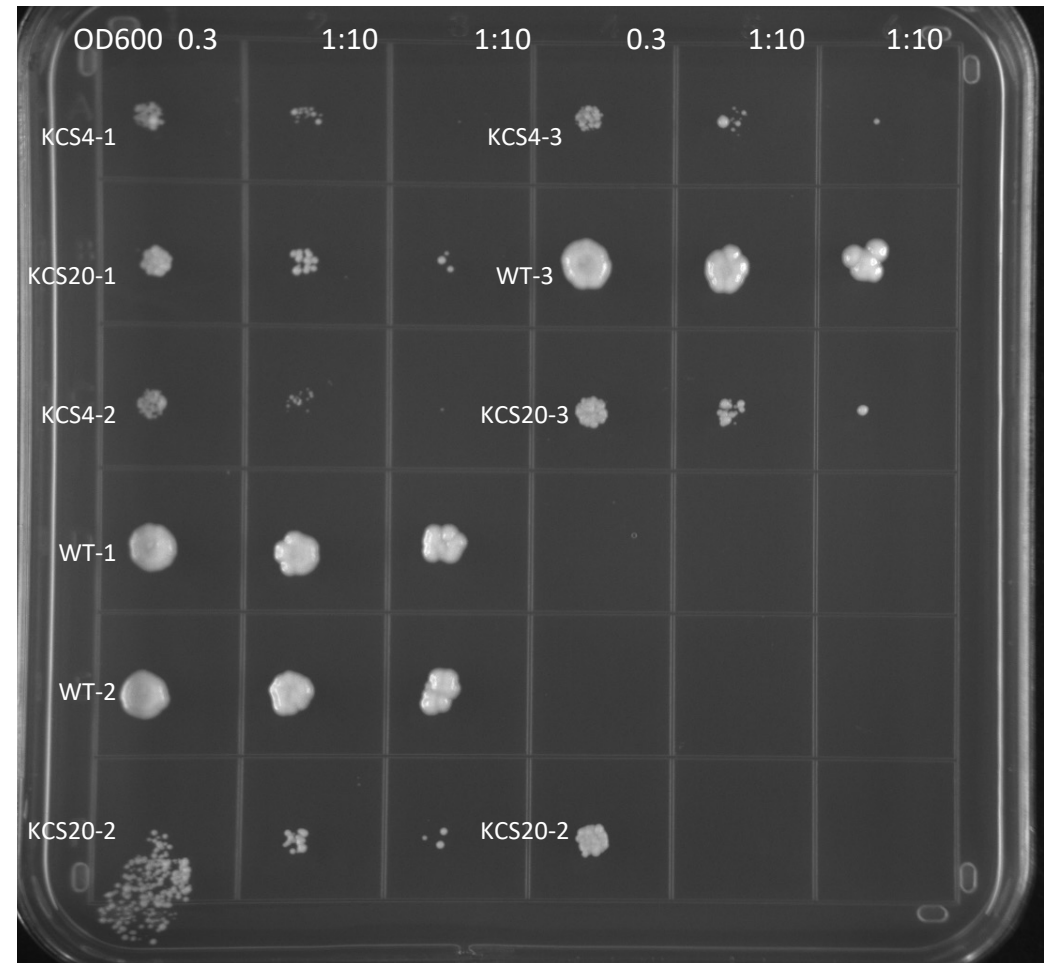 OD600 0.3 1:10 1:10 0.3 1:10 1:10
KCS4-1 KCS4-3
KCS20-1 WT-3
KCS4-2 KCS20-3
WT-1
WT-2
KCS20-2 KCS20-2